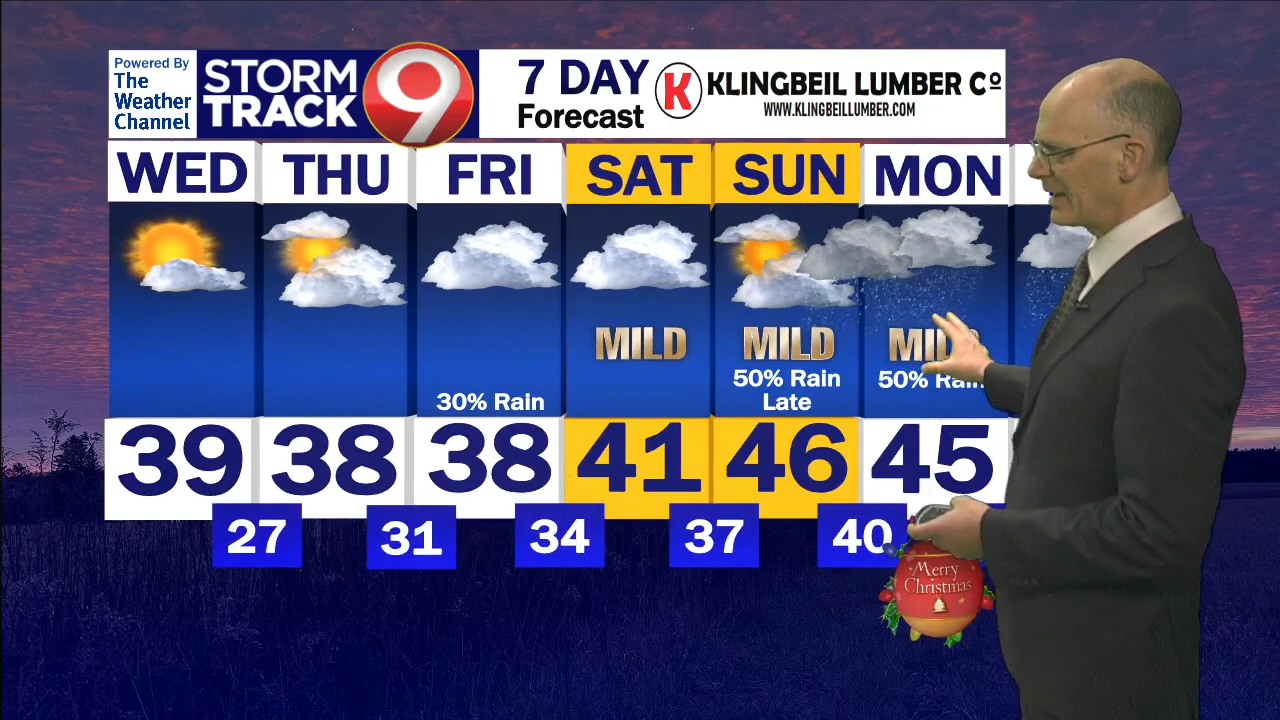 Powered By
The
Weather
Channel
STORM
TRACK
9
7 DAY
Forecast
K
KLINGBEIL LUMBER Cº
WWW.KLINGBEILLUMBER.COM
WED THU FRI SAT SUN MON
MILD MILD
50% Rain 50% Rain
30% Rain Late
39 38 38 41 46 45
27 31 34 37 40
Merry
Christmas